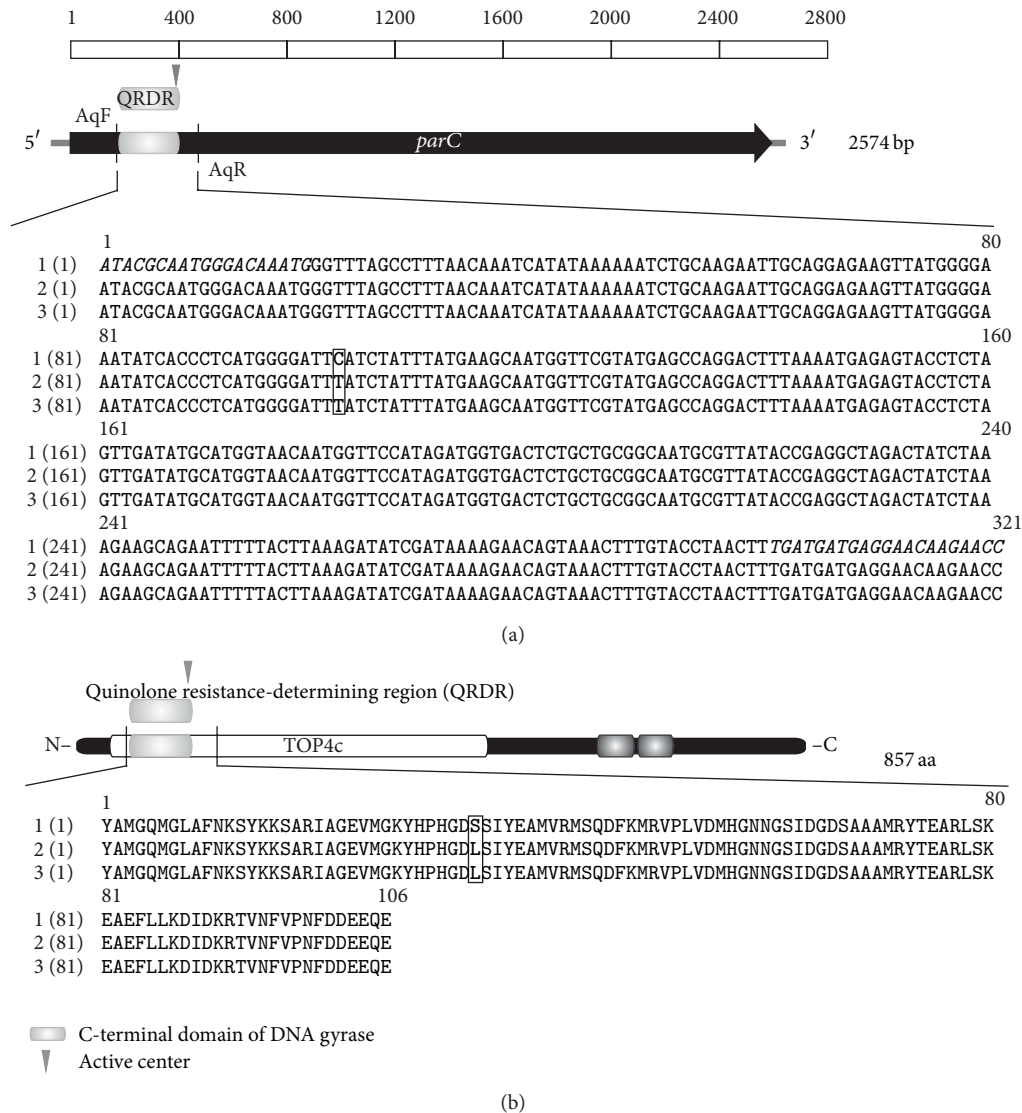 1 400 800 1200 1600 2000 2400 2800
QRDR
AqF
5′ parC 3′ 2574 bp
AqR
1 80
1 (1) ATACGCAATGGGACAAATGGGTTTAGCCTTTAACAAATCATATAAAAAATCTGCAAGAATTGCAGGAGAAGTTATGGGGA
2 (1) ATACGCAATGGGACAAATGGGTTTAGCCTTTAACAAATCATATAAAAAATCTGCAAGAATTGCAGGAGAAGTTATGGGGA
3 (1) ATACGCAATGGGACAAATGGGTTTAGCCTTTAACAAATCATATAAAAAATCTGCAAGAATTGCAGGAGAAGTTATGGGGA
81 160
1 (81) AATATCACCCTCATGGGGATTCATCTATTTATGAAGCAATGGTTCGTATGAGCCAGGACTTTAAAATGAGAGTACCTCTA
2 (81) AATATCACCCTCATGGGGATTTATCTATTTATGAAGCAATGGTTCGTATGAGCCAGGACTTTAAAATGAGAGTACCTCTA
3 (81) AATATCACCCTCATGGGGATTTATCTATTTATGAAGCAATGGTTCGTATGAGCCAGGACTTTAAAATGAGAGTACCTCTA
161 240
1 (161) GTTGATATGCATGGTAACAATGGTTCCATAGATGGTGACTCTGCTGCGGCAATGCGTTATACCGAGGCTAGACTATCTAA
2 (161) GTTGATATGCATGGTAACAATGGTTCCATAGATGGTGACTCTGCTGCGGCAATGCGTTATACCGAGGCTAGACTATCTAA
3 (161) GTTGATATGCATGGTAACAATGGTTCCATAGATGGTGACTCTGCTGCGGCAATGCGTTATACCGAGGCTAGACTATCTAA
241 321
1 (241) AGAAGCAGAATTTTTACTTAAAGATATCGATAAAAGAACAGTAAACTTTGTACCTAACTTTGATGATGAGGAACAAGAACC
2 (241) AGAAGCAGAATTTTTACTTAAAGATATCGATAAAAGAACAGTAAACTTTGTACCTAACTTTGATGATGAGGAACAAGAACC
3 (241) AGAAGCAGAATTTTTACTTAAAGATATCGATAAAAGAACAGTAAACTTTGTACCTAACTTTGATGATGAGGAACAAGAACC
(a)
Quinolone resistance-determining region (QRDR)
N– TOP4c –C
857 aa
1 80
1 (1) YAMGQMGLAFNKSYKKSARIAGEVMGKYHPHGDSSIYEAMVRMSQDFKMRVPLVDMHGNNGSIDGDSAAAMRYTEARLSK
2 (1) YAMGQMGLAFNKSYKKSARIAGEVMGKYHPHGDLSIYEAMVRMSQDFKMRVPLVDMHGNNGSIDGDSAAAMRYTEARLSK
3 (1) YAMGQMGLAFNKSYKKSARIAGEVMGKYHPHGDLSIYEAMVRMSQDFKMRVPLVDMHGNNGSIDGDSAAAMRYTEARLSK
81 106
1 (81) EAEFLLKDIDKRTVNFVPNFDDEEQE
2 (81) EAEFLLKDIDKRTVNFVPNFDDEEQE
3 (81) EAEFLLKDIDKRTVNFVPNFDDEEQE
C-terminal domain of DNA gyrase
Active center
(b)